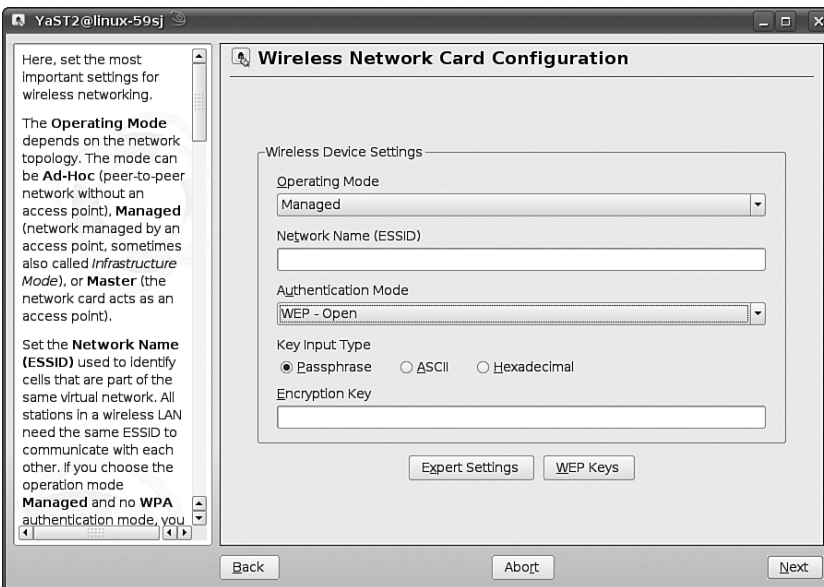 YaST2@linux-59sj
Here, set the most
important settings for
wireless networking.
The Operating Mode
depends on the network
topology. The mode can
be Ad-Hoc (peer-to-peer
network without an
access point), Managed
(network managed by an
access point, sometimes
also called Infrastructure
Mode), or Master (the
network card acts as an
access point).
Set the Network Name
(ESSID) used to identify
cells that are part of the
same virtual network. All
stations in a wireless LAN
need the same ESSID to
communicate with each
other. If you choose the
operation mode
Managed and no WPA
authentication mode, you
Wireless Network Card Configuration
Wireless Device Settings
Operating Mode
Managed
Network Name (ESSID)
Authentication Mode
WEP - Open
Key Input Type
Passphrase ASCII Hexadecimal
Encryption Key
Expert Settings WEP Keys
Back Abort Next